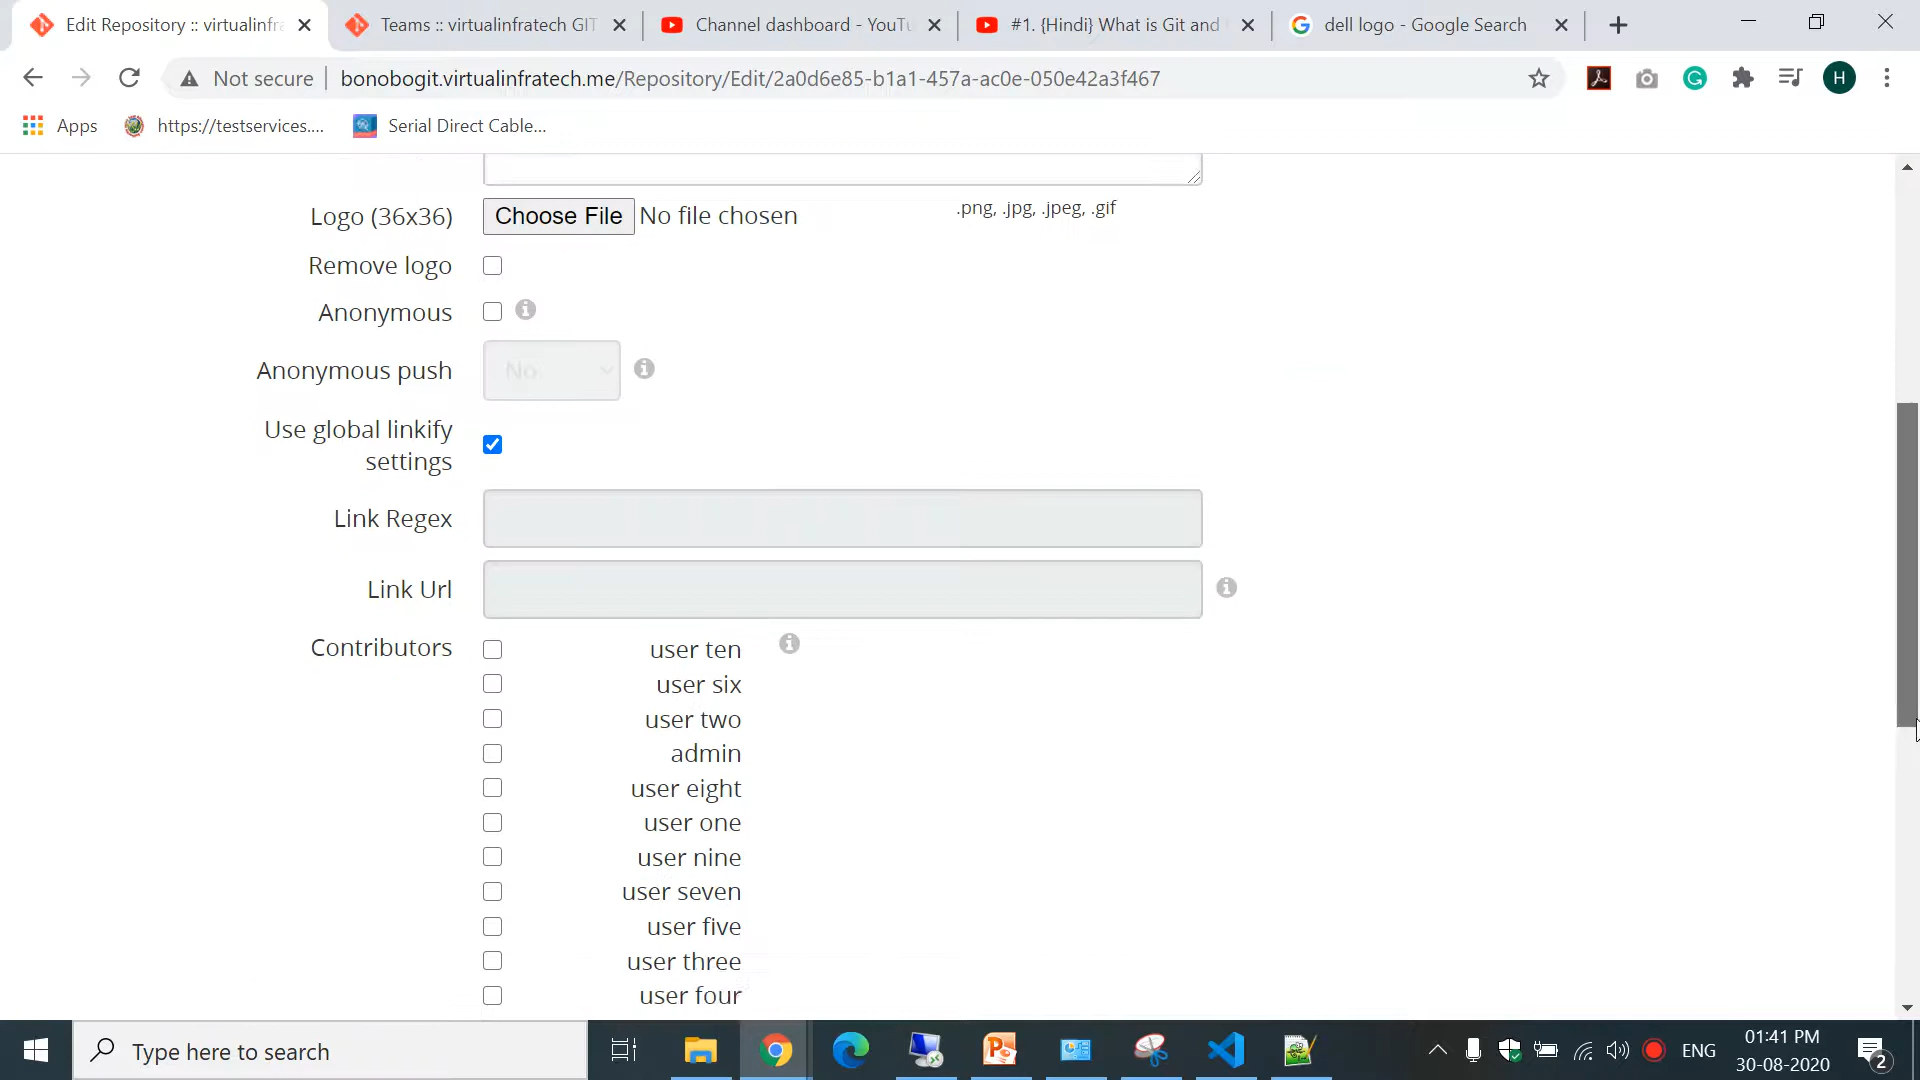 Edit Repository :: virtualinfra
Teams :: virtualinfratech GIT
Channel dashboard - YouTu
#1. {Hindi} What is Git and
dell logo - Google Search
Not secure
bonobogit.virtualinfratech.me/Repository/Edit/2a0d6e85-b1a1-457a-ac0e-050e42a3f467
H
Apps
https://testservices....
Serial Direct Cable...
Logo (36x36)
Choose File No file chosen
.png, .jpg, .jpeg, .gif
Remove logo
Anonymous
Anonymous push
No
Use global linkify
settings
Link Regex
Link Url
Contributors
user ten
user six
user two
admin
user eight
user one
user nine
user seven
user five
user three
user four
Type here to search
ENG
01:41 PM
30-08-2020
2